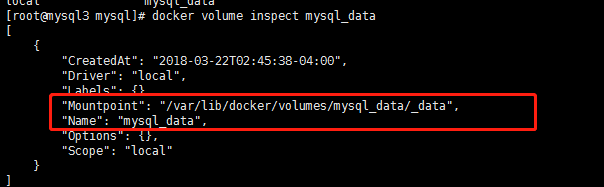 local               mysql_data
[root@mysql3 mysql]# docker volume inspect mysql_data
[
    {
        "CreatedAt": "2018-03-22T02:45:38-04:00",
        "Driver": "local",
        "Labels": {},
        "Mountpoint": "/var/lib/docker/volumes/mysql_data/_data",
        "Name": "mysql_data",
        "Options": {},
        "Scope": "local"
    }
]